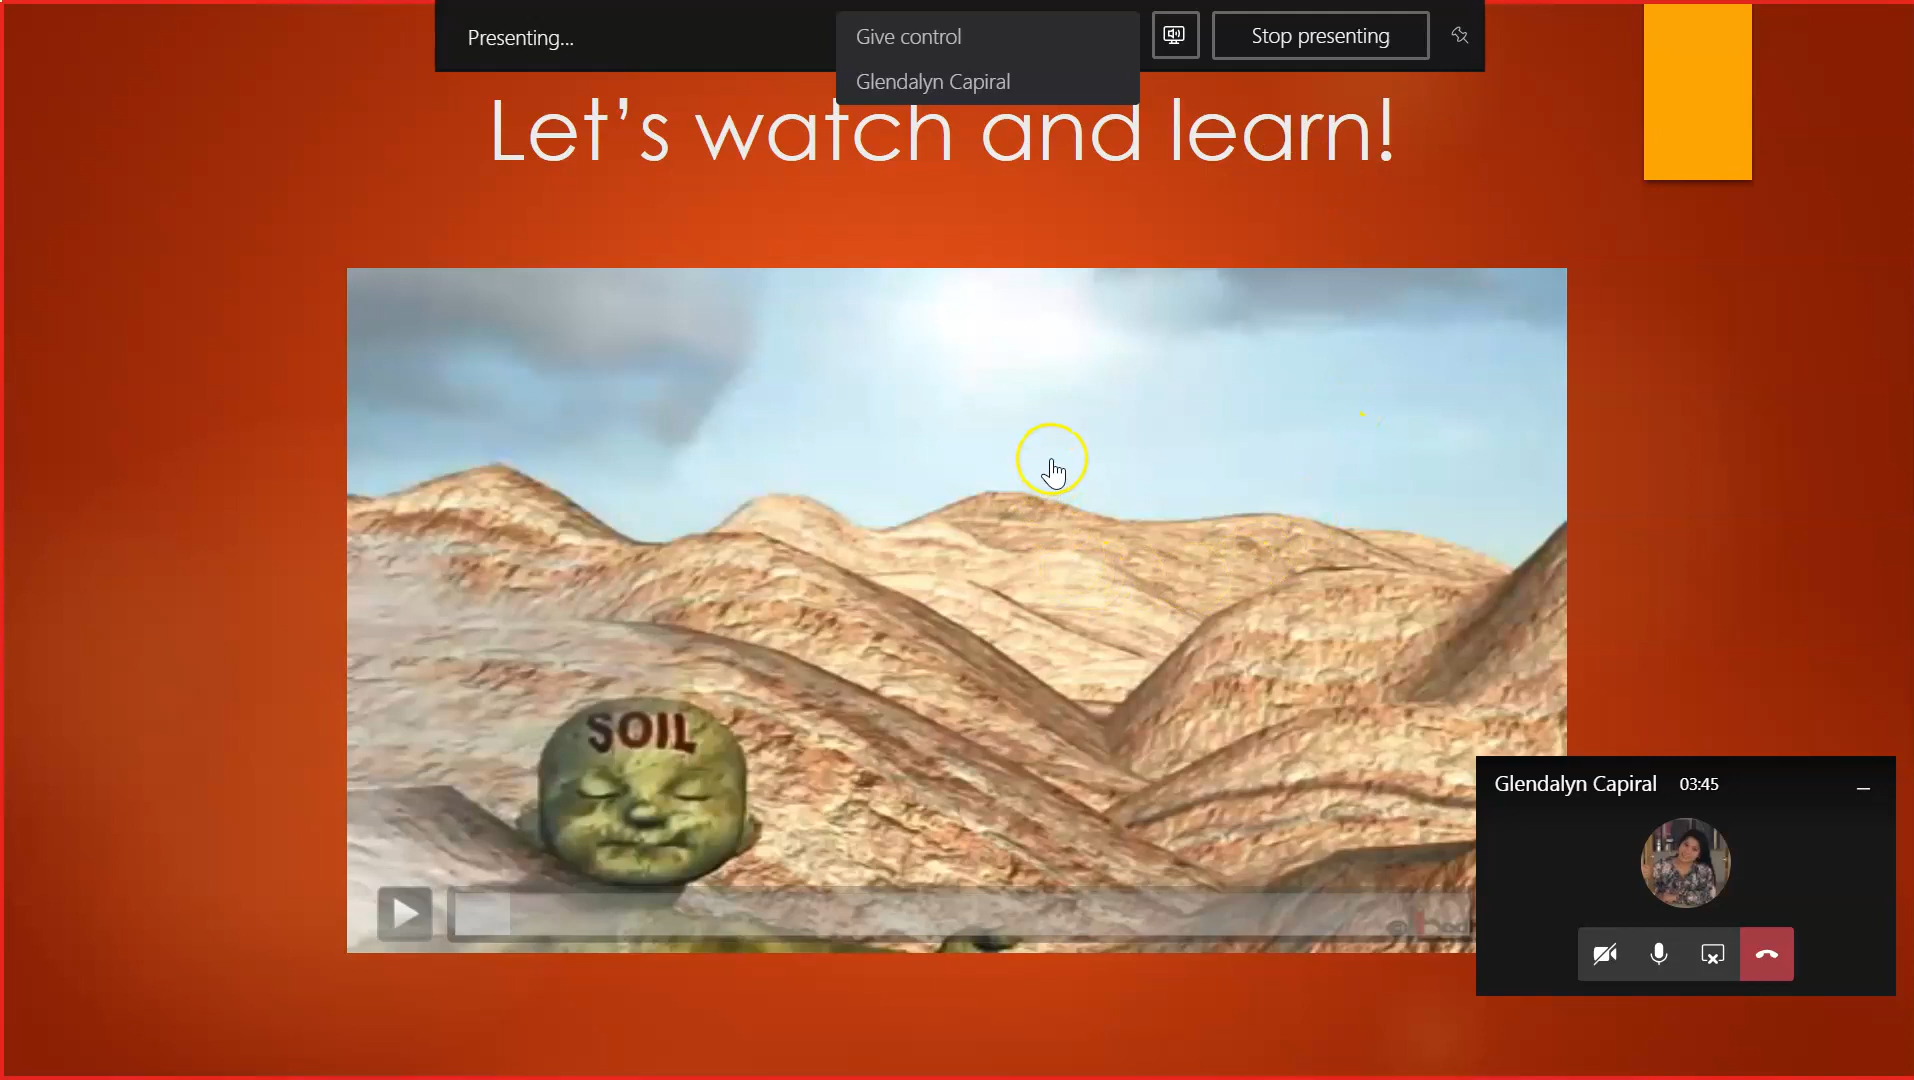 Presenting...
Give control
Glendalyn Capiral
Stop presenting
Let's watch and learn!
SOIL
Glendalyn Capiral 03:45